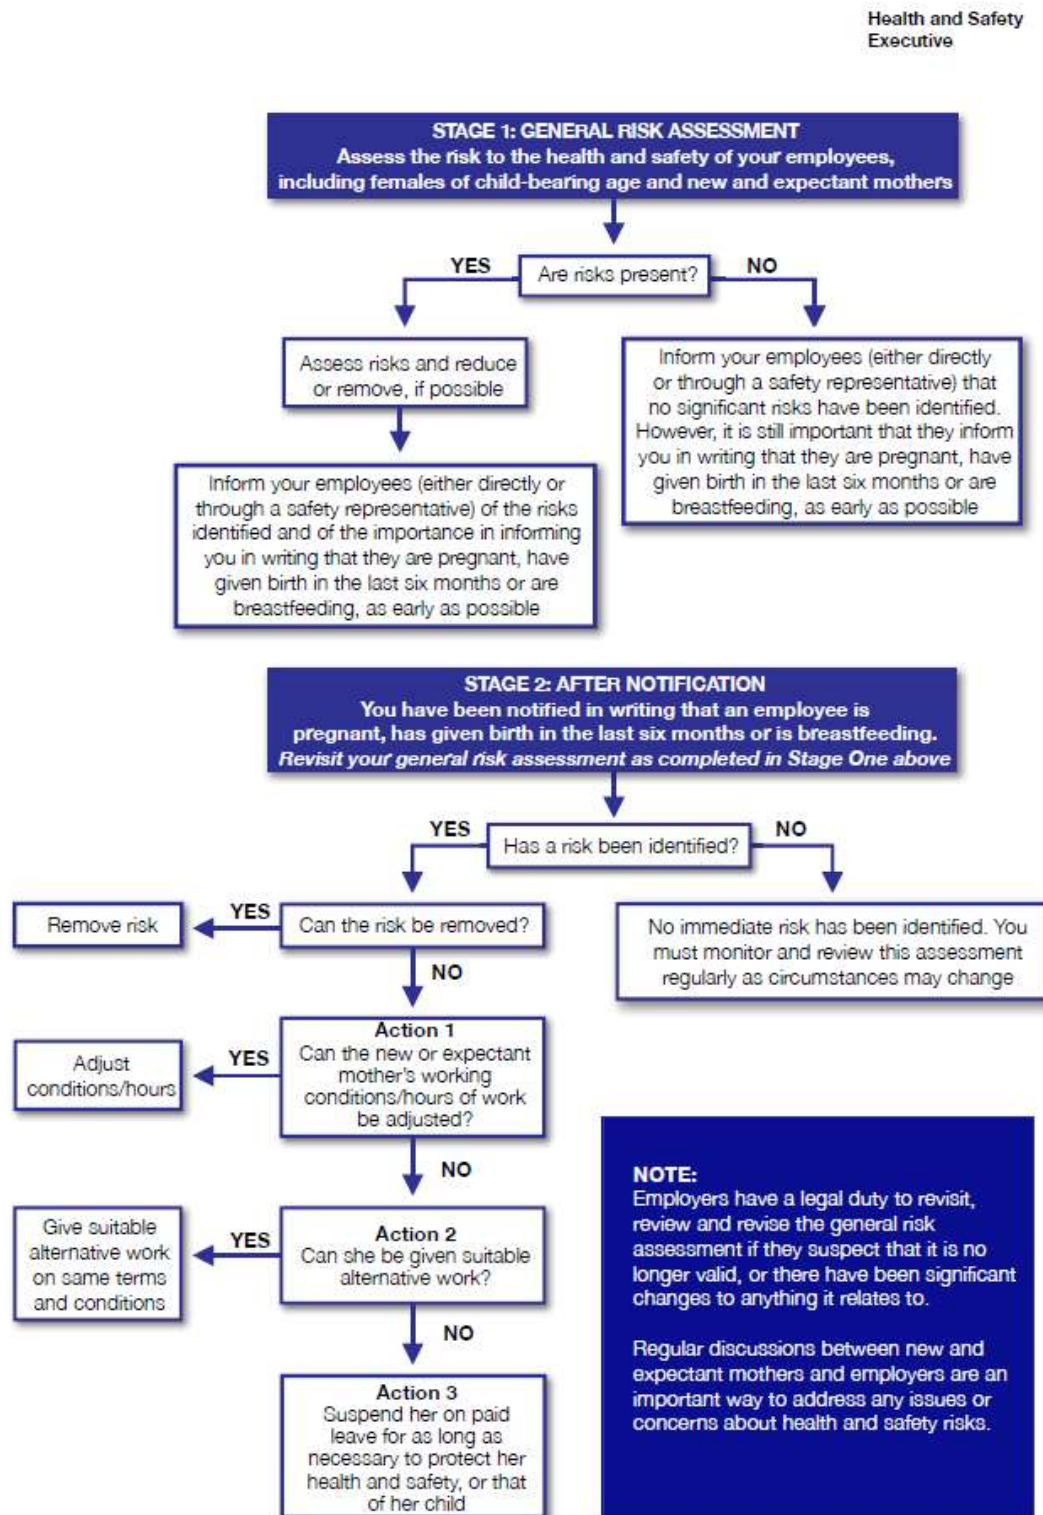 Health and Safety
Executive
STAGE 1: GENERAL RISK ASSESSMENT
Assess the risk to the health and safety of your employees,
including females of child-bearing age and new and expectant mothers
YES
Are risks present?
NO
Assess risks and reduce
or remove, if possible
Inform your employees (either directly
or through a safety representative) that
no significant risks have been identified.
However, it is still important that they inform
you in writing that they are pregnant, have
given birth in the last six months or are
breastfeeding, as early as possible
Inform your employees (either directly or
through a safety representative) of the risks
identified and of the importance in informing
you in writing that they are pregnant, have
given birth in the last six months or are
breastfeeding, as early as possible
STAGE 2: AFTER NOTIFICATION
You have been notified in writing that an employee is
pregnant, has given birth in the last six months or is breastfeeding.
Revisit your general risk assessment as completed in Stage One above
YES
Has a risk been identified?
NO
Remove risk
YES
Can the risk be removed?
No immediate risk has been identified. You
must monitor and review this assessment
regularly as circumstances may change
NO
Adjust
conditions/hours
YES
Action 1
Can the new or expectant
mother's working
conditions/hours of work
be adjusted?
NO
Give suitable
alternative work
on same terms
and conditions
YES
Action 2
Can she be given suitable
alternative work?
NO
Action 3
Suspend her on paid
leave for as long as
necessary to protect her
health and safety, or that
of her child
NOTE:
Employers have a legal duty to revisit,
review and revise the general risk
assessment if they suspect that it is no
longer valid, or there have been significant
changes to anything it relates to.
Regular discussions between new and
expectant mothers and employers are an
important way to address any issues or
concerns about health and safety risks.